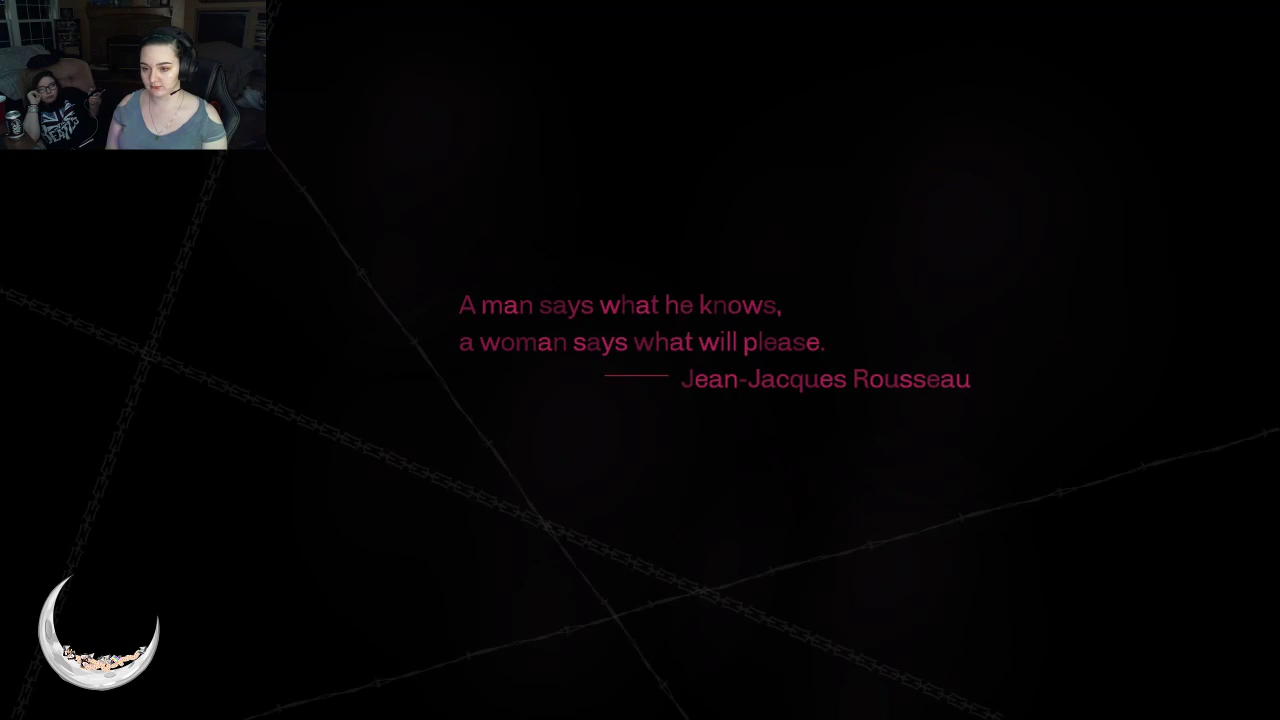 A man says what he knows,
a woman says what will please.
Jean-Jacques Rousseau